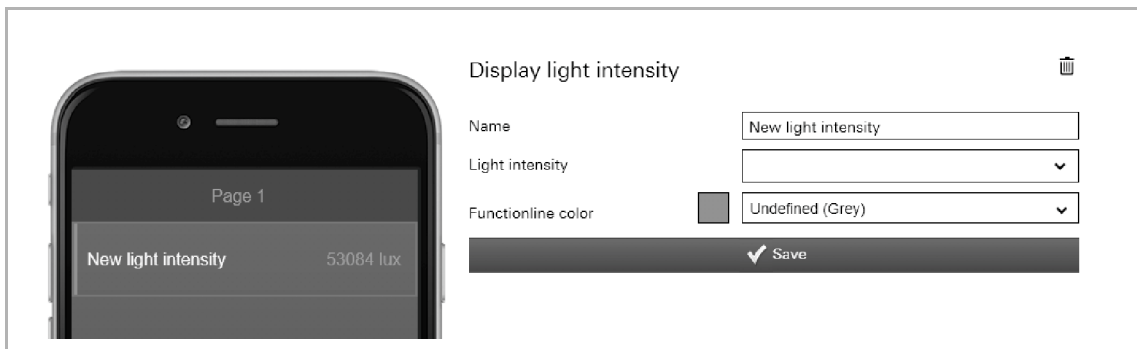 Page 1
New light intensity 53084 lux
Display light intensity
Name New light intensity
Light intensity
Functionline color Undefined (Grey)
Save